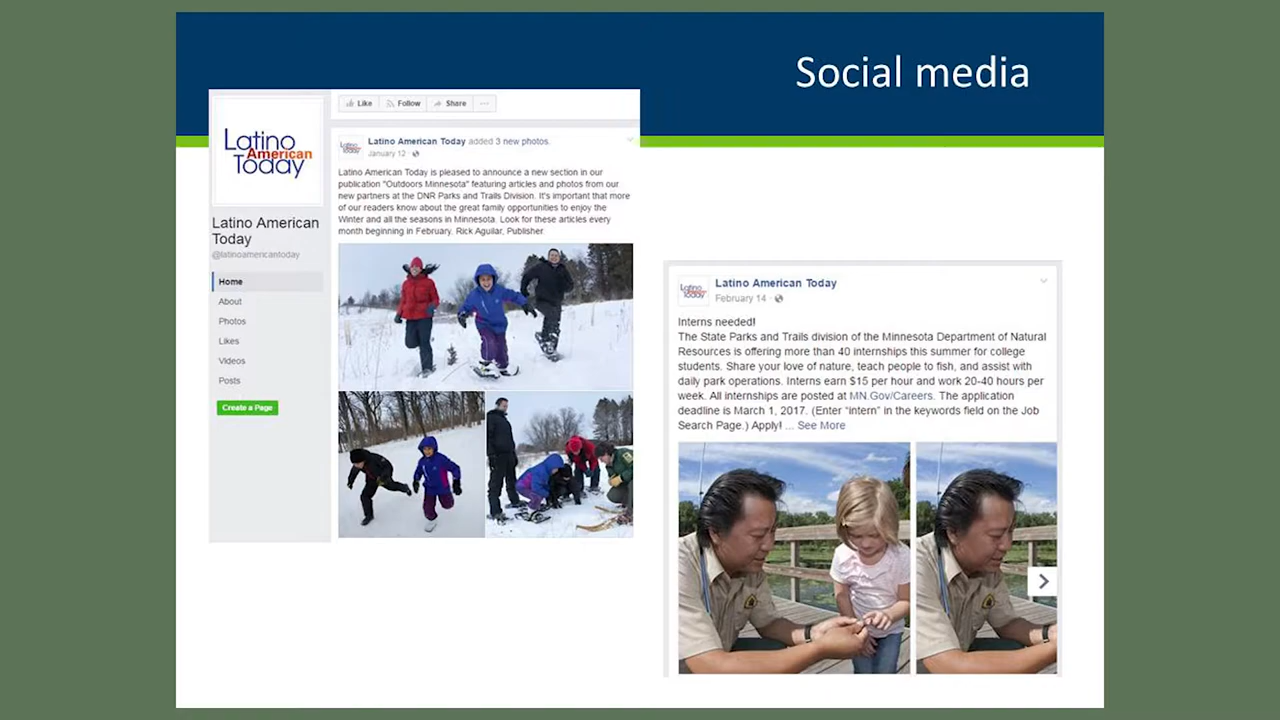 Social media
Latino
American
Today
Latino American
Today
@latinoamericantoday
Home
About
Photos
Likes
Videos
Posts
Create a Page
Like
Follow
Share
...
Latino American Today added 3 new photos.
January 12 ·
Latino American Today is pleased to announce a new section in our
publication "Outdoors Minnesota" featuring articles and photos from our
new partners at the DNR Parks and Trails Division. It's important that more
of our readers know about the great family opportunities to enjoy the
Winter and all the seasons in Minnesota. Look for these articles every
month beginning in February. Rick Aguilar, Publisher.
Latino American Today
February 14 ·
Interns needed!
The State Parks and Trails division of the Minnesota Department of Natural
Resources is offering more than 40 internships this summer for college
students. Share your love of nature, teach people to fish, and assist with
daily park operations. Interns earn $15 per hour and work 20-40 hours per
week. All internships are posted at MN.Gov/Careers. The application
deadline is March 1, 2017. (Enter "Intern" in the keywords field on the Job
Search Page.) Apply! ... See More